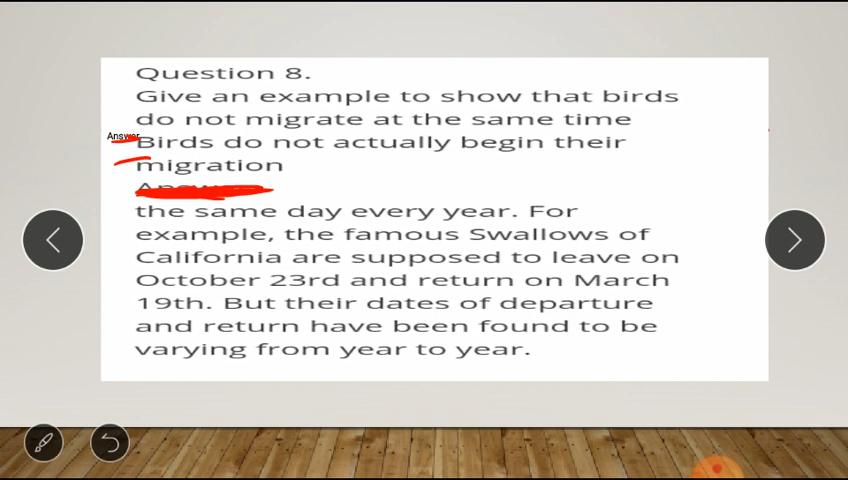 Question 8.
Give an example to show that birds
do not migrate at the same time
Answer
Birds do not actually begin their
migration
the same day every year. For
example, the famous Swallows of
California are supposed to leave on
October 23rd and return on March
19th. But their dates of departure
and return have been found to be
varying from year to year.